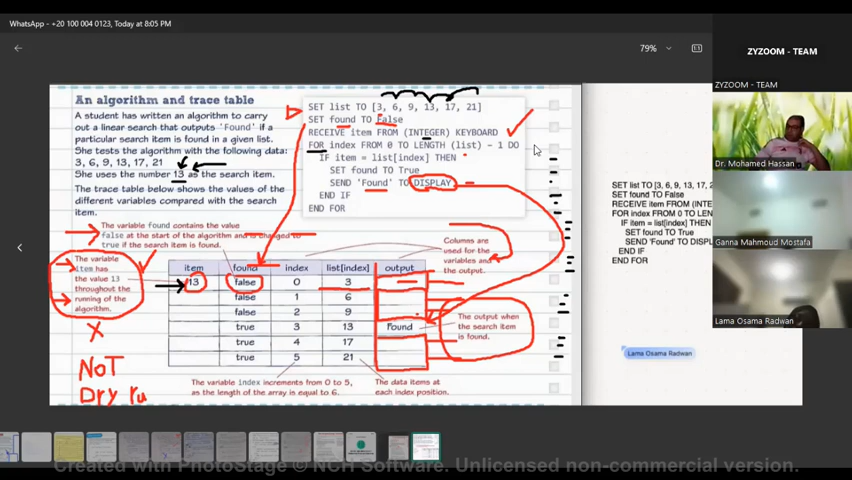 WhatsApp - +20 100 004 0123, Today at 8:05 PM
79%
1:1
ZYZOOM - TEAM
ZYZOOM - TEAM
Dr. Mohamed Hassan
Ganna Mahmoud Mostafa
Lama Osama Radwan
An algorithm and trace table
A student has written an algorithm to
carry out a linear search that outputs 'Found' if a
particular search item is found in a given list.
She tests the algorithm with the following data:
3, 6, 9, 13, 17, 21
She uses the number 13 as the search item.
The trace table below shows the values of the
different variables compared with the search
item.
SET list TO [3, 6, 9, 13, 17, 21]
SET found TO False
RECEIVE item FROM (INTEGER) KEYBOARD
FOR index FROM 0 TO LENGTH (list) - 1 DO
IF item = list[index] THEN
SET found TO True
SEND 'Found' TO DISPLAY
END IF
END FOR
The variable found contains the value
false at the start of the algorithm and is changed to
true if the search item is found.
Columns are
used for the
variables and
the output.
The variable
item has
the value 13
throughout the
running of the
algorithm.
item found index list[index] output
13 false 0 3
false 1 6
false 2 9
true 3 13 Found
true 4 17
true 5 21
The output when
the search item
is found.
The variable index increments from 0 to 5,
as the length of the array is equal to 6.
The data items at
each index position.
X
NOT
Dry ru
SET list TO [3, 6, 9, 13, 17, 2
SET found TO False
RECEIVE item FROM (INTE
FOR index FROM 0 TO LENG
IF item = list[index] THEN
SET found TO True
SEND 'Found' TO DISPL
END IF
END FOR
Lama Osama Radwan
Created with PhotoStage © NCH Software. Unlicensed non-commercial version.